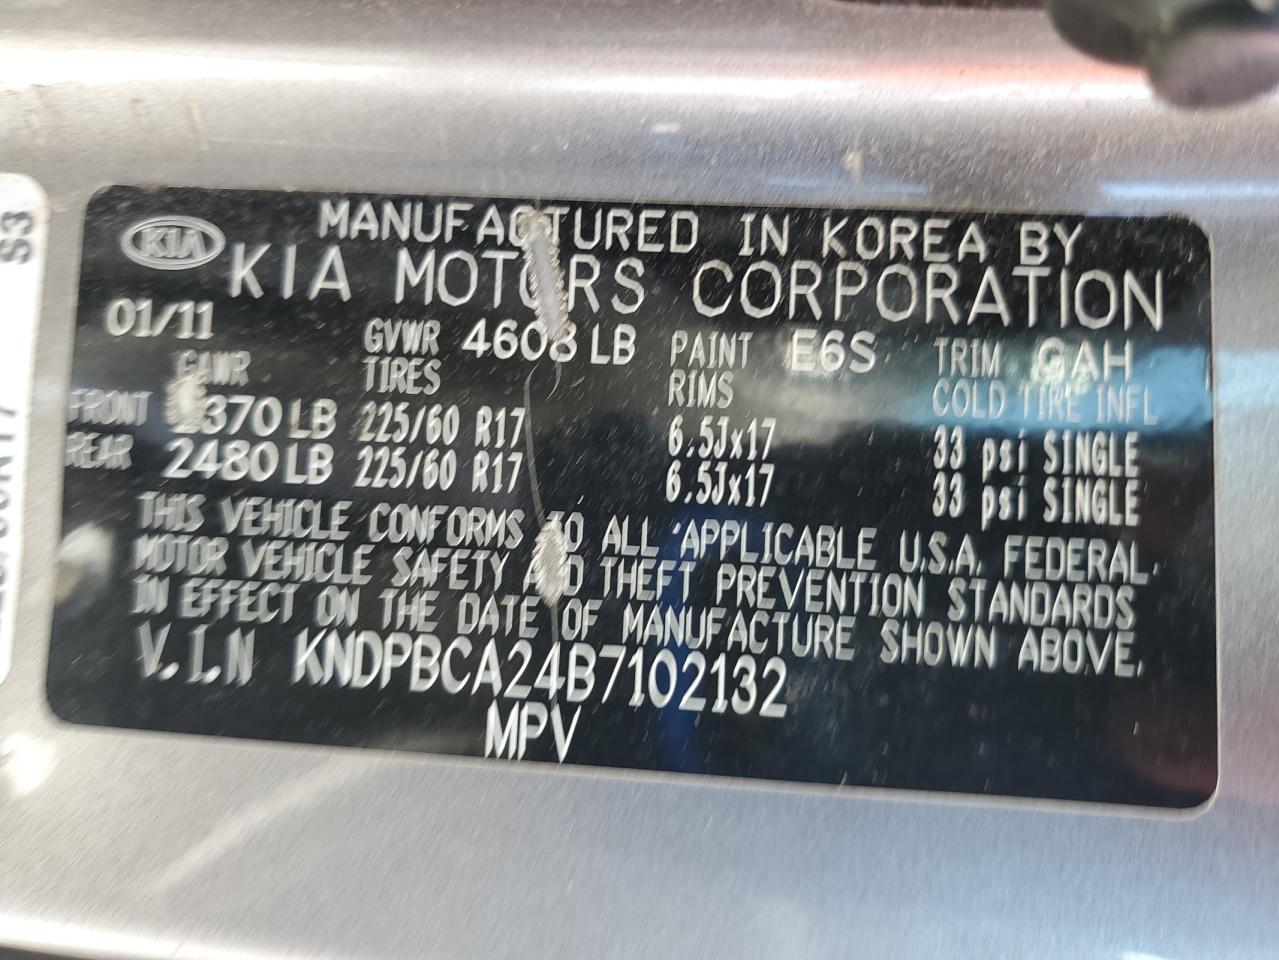 S3
KIA
MANUFACTURED IN KOREA BY
KIA MOTORS CORPORATION
01/11 GVWR 4608 LB PAINT E6S TRIM GAH
GAWR TIRES RIMS COLD TIRE INFL
FRONT 370 LB 225/60 R17 6.5Jx17 33 psi SINGLE
REAR 2480 LB 225/60 R17 6.5Jx17 33 psi SINGLE
THIS VEHICLE CONFORMS TO ALL APPLICABLE U.S.A. FEDERAL
MOTOR VEHICLE SAFETY AND THEFT PREVENTION STANDARDS
IN EFFECT ON THE DATE OF MANUFACTURE SHOWN ABOVE.
V.I.N KNDPBCA24B7102132
MPV